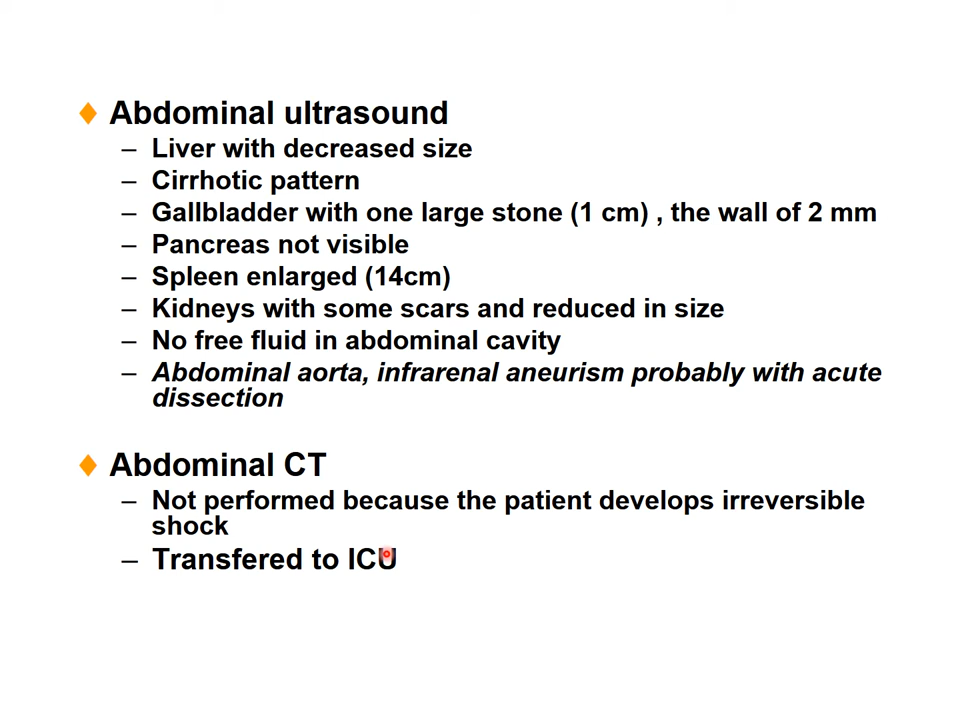 Abdominal ultrasound
– Liver with decreased size
– Cirrhotic pattern
– Gallbladder with one large stone (1 cm) , the wall of 2 mm
– Pancreas not visible
– Spleen enlarged (14cm)
– Kidneys with some scars and reduced in size
– No free fluid in abdominal cavity
– Abdominal aorta, infrarenal aneurism probably with acute
dissection
Abdominal CT
– Not performed because the patient develops irreversible
shock
– Transfered to ICU